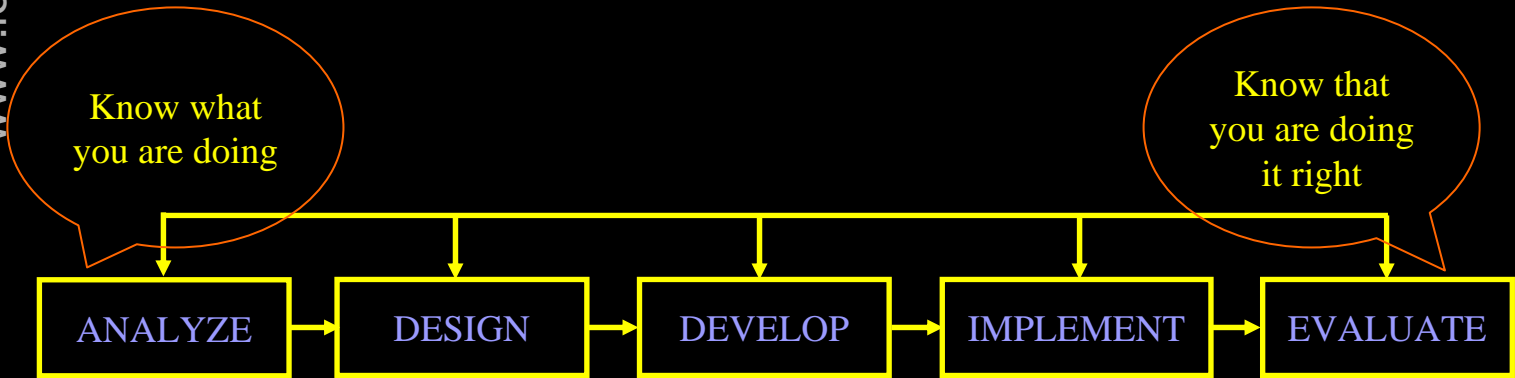 Know what
you are doing
Know that
you are doing
it right
ANALYZE
DESIGN
DEVELOP
IMPLEMENT
EVALUATE